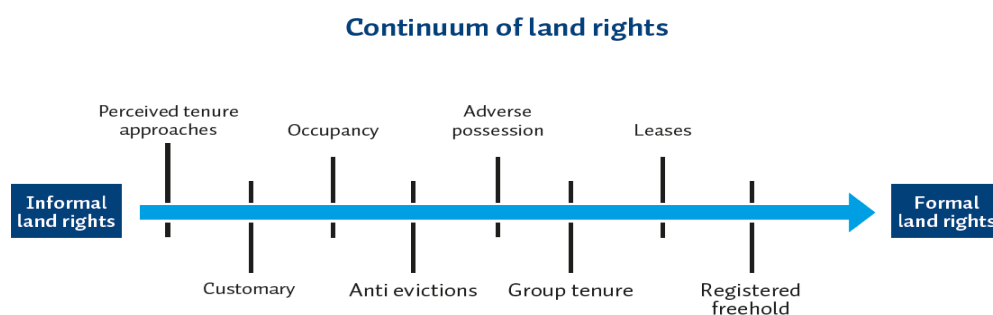 Continuum of land rights
Perceived tenure
approaches
Occupancy
Adverse
possession
Leases
Informal
land rights
Formal
land rights
Customary
Anti evictions
Group tenure
Registered
freehold